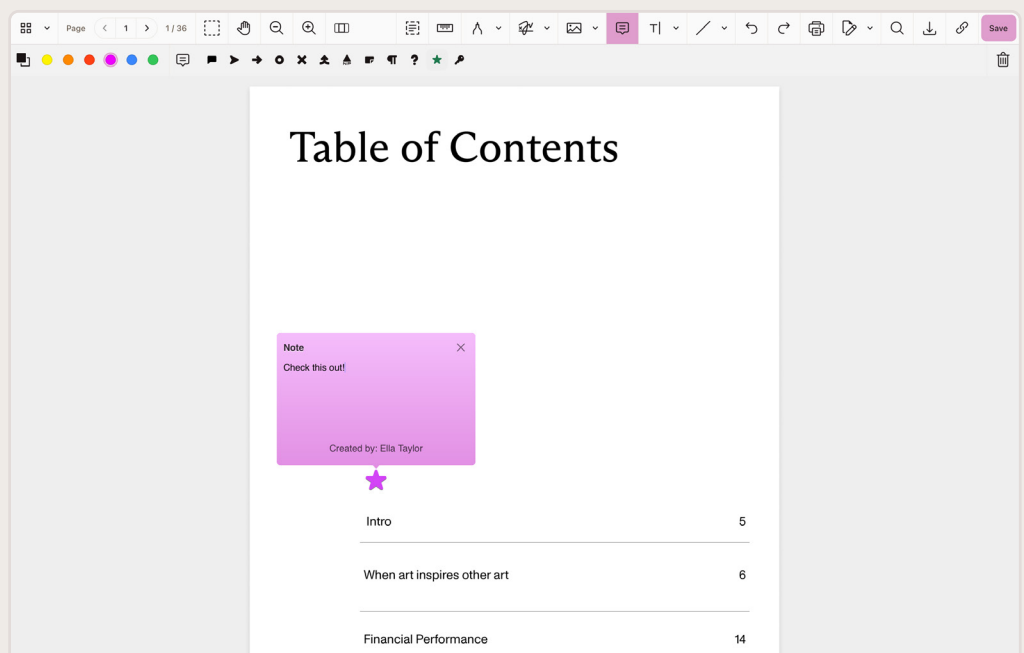 Page 1 1 / 36 T Save
Table of Contents
Note
Check this out!
Created by: Ella Taylor
Intro 5
When art inspires other art 6
Financial Performance 14